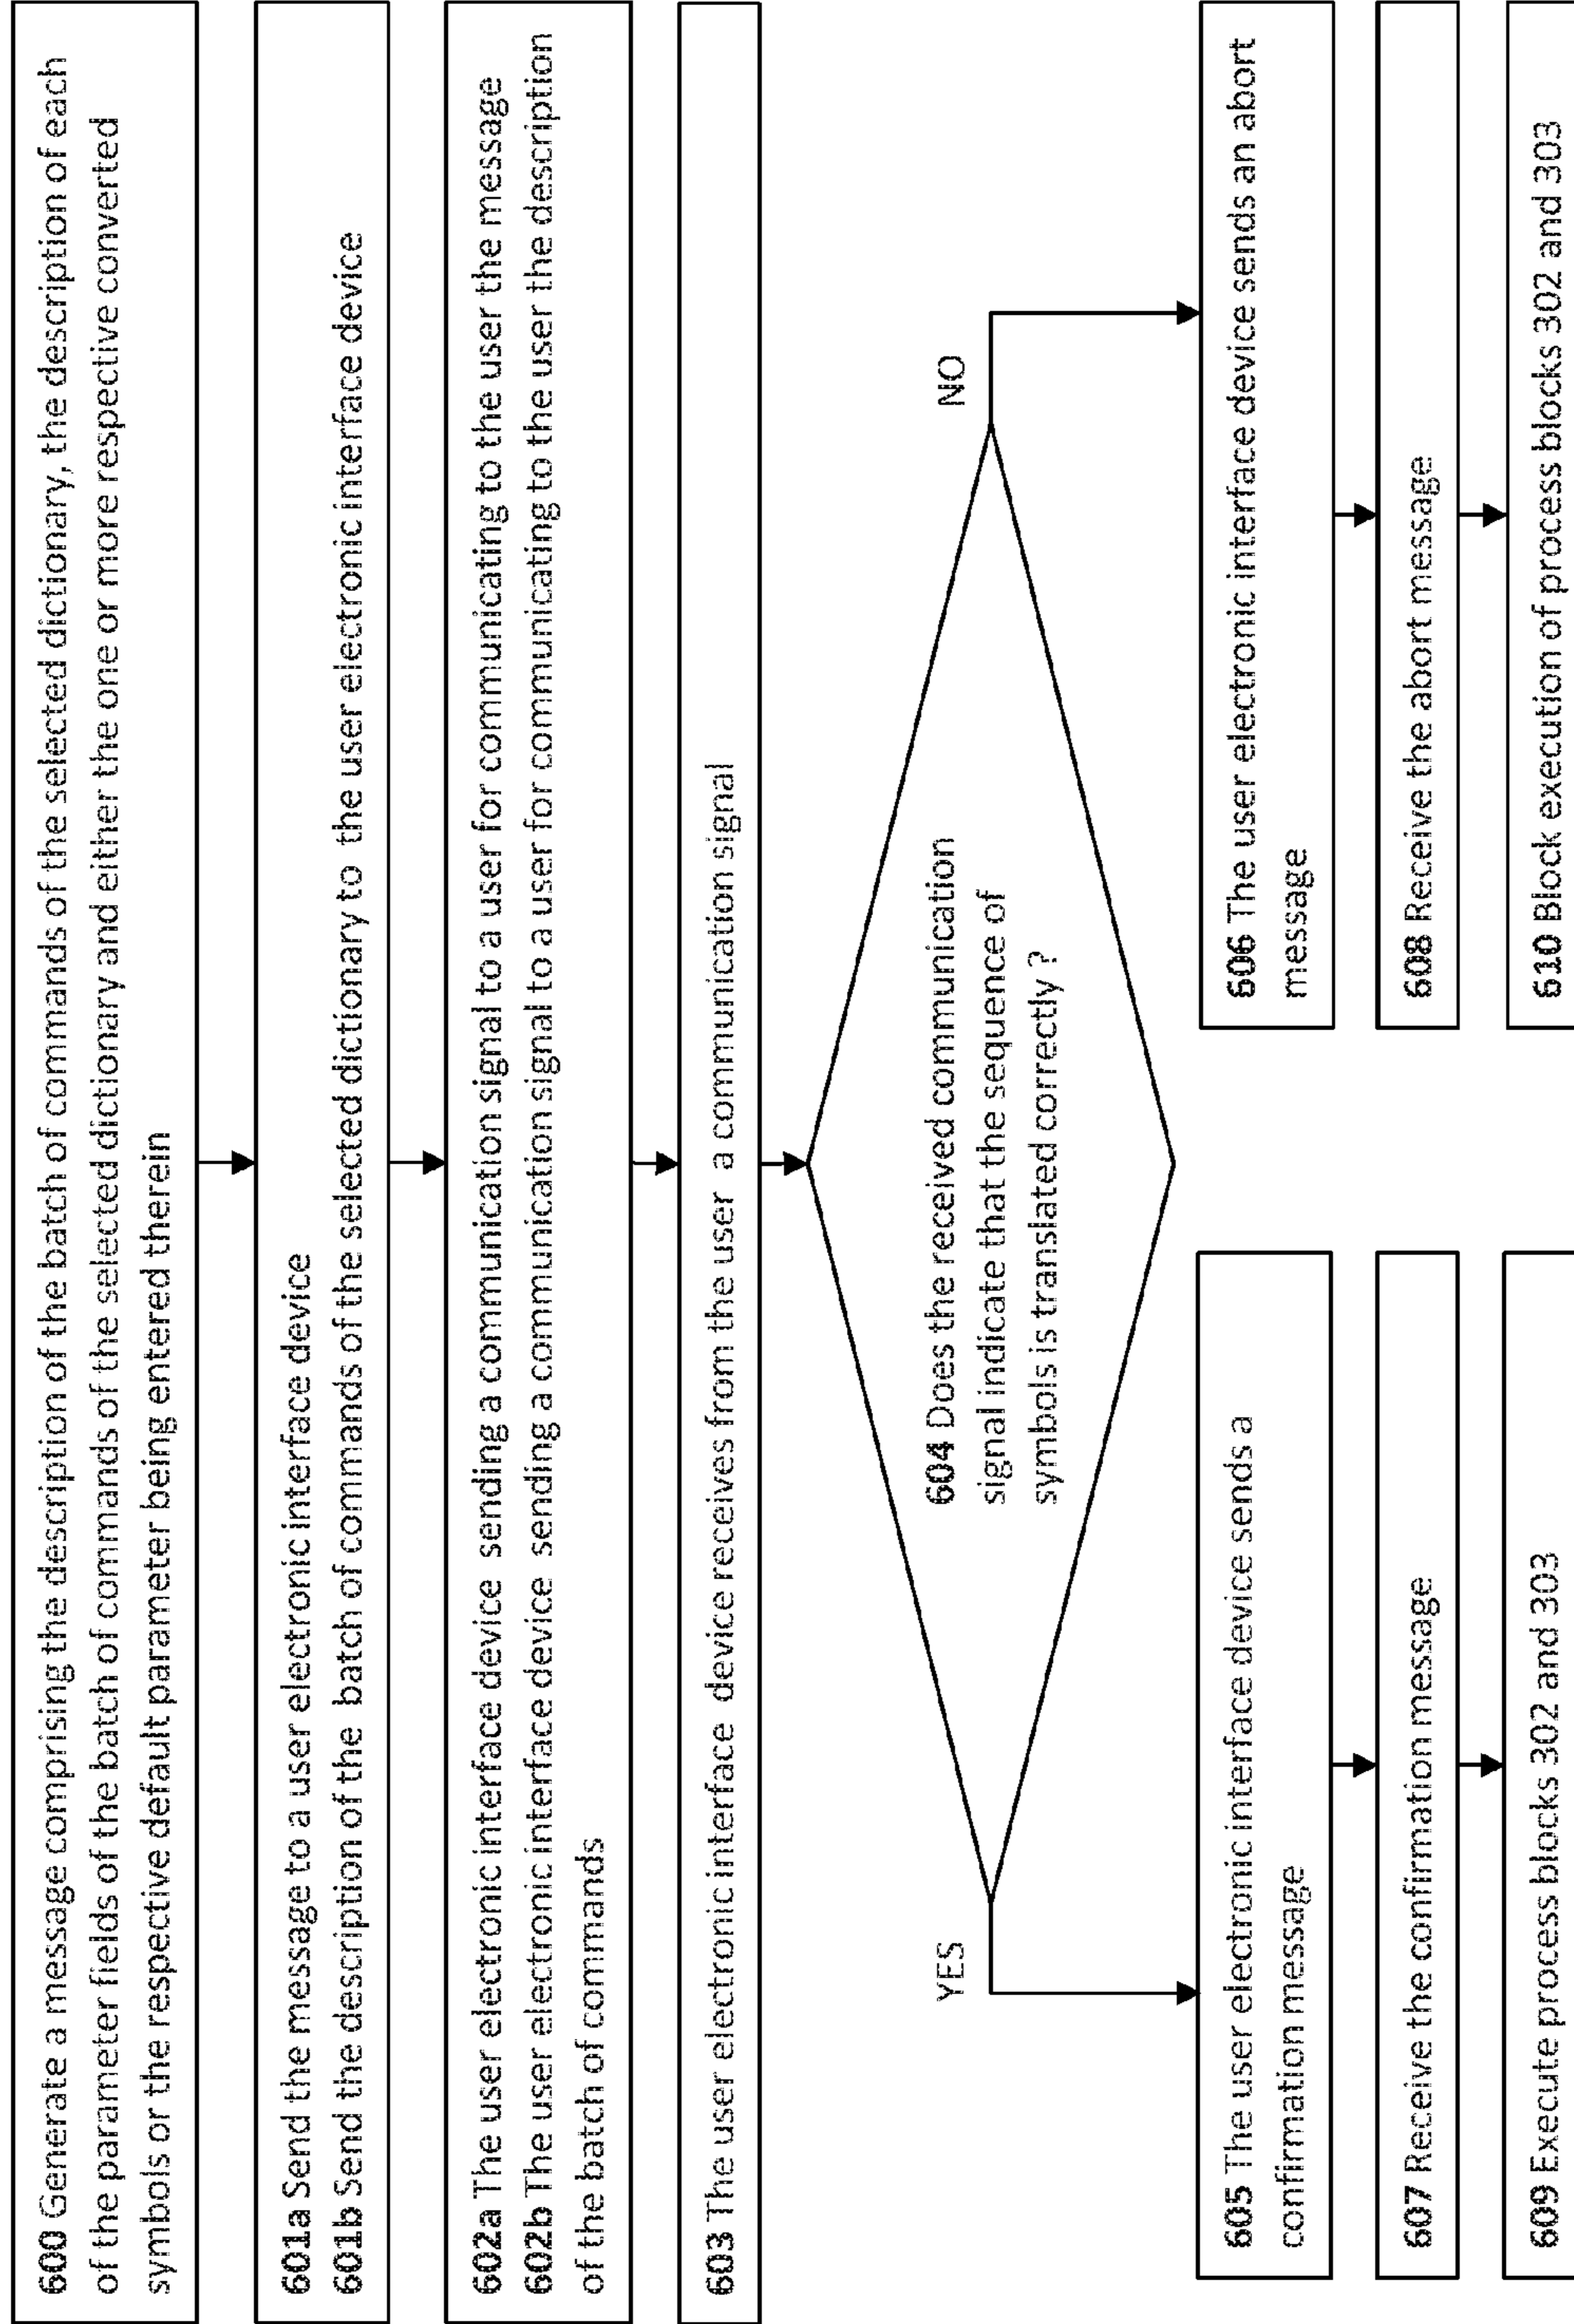 600 Generate a message comprising the description of the batch of commands of the selected dictionary, the description of each
of the parameter fields of the batch of commands of the selected dictionary and either the one or more respective converted
symbols or the respective default parameter being entered therein
601a Send the message to a user electronic interface device
601b Send the description of the batch of commands of the selected dictionary to the user electronic interface device
602a The user electronic interface device sending a communication signal to a user for communicating to the user the message
602b The user electronic interface device sending a communication signal to a user for communicating to the user the description
of the batch of commands
603 The user electronic interface device receives from the user a communication signal
604 Does the received communication
signal indicate that the sequence of
symbols is translated correctly ?
YES
NO
605 The user electronic interface device sends a
confirmation message
607 Receive the confirmation message
609 Execute process blocks 302 and 303
606 The user electronic interface device sends an abort
message
608 Receive the abort message
610 Block execution of process blocks 302 and 303